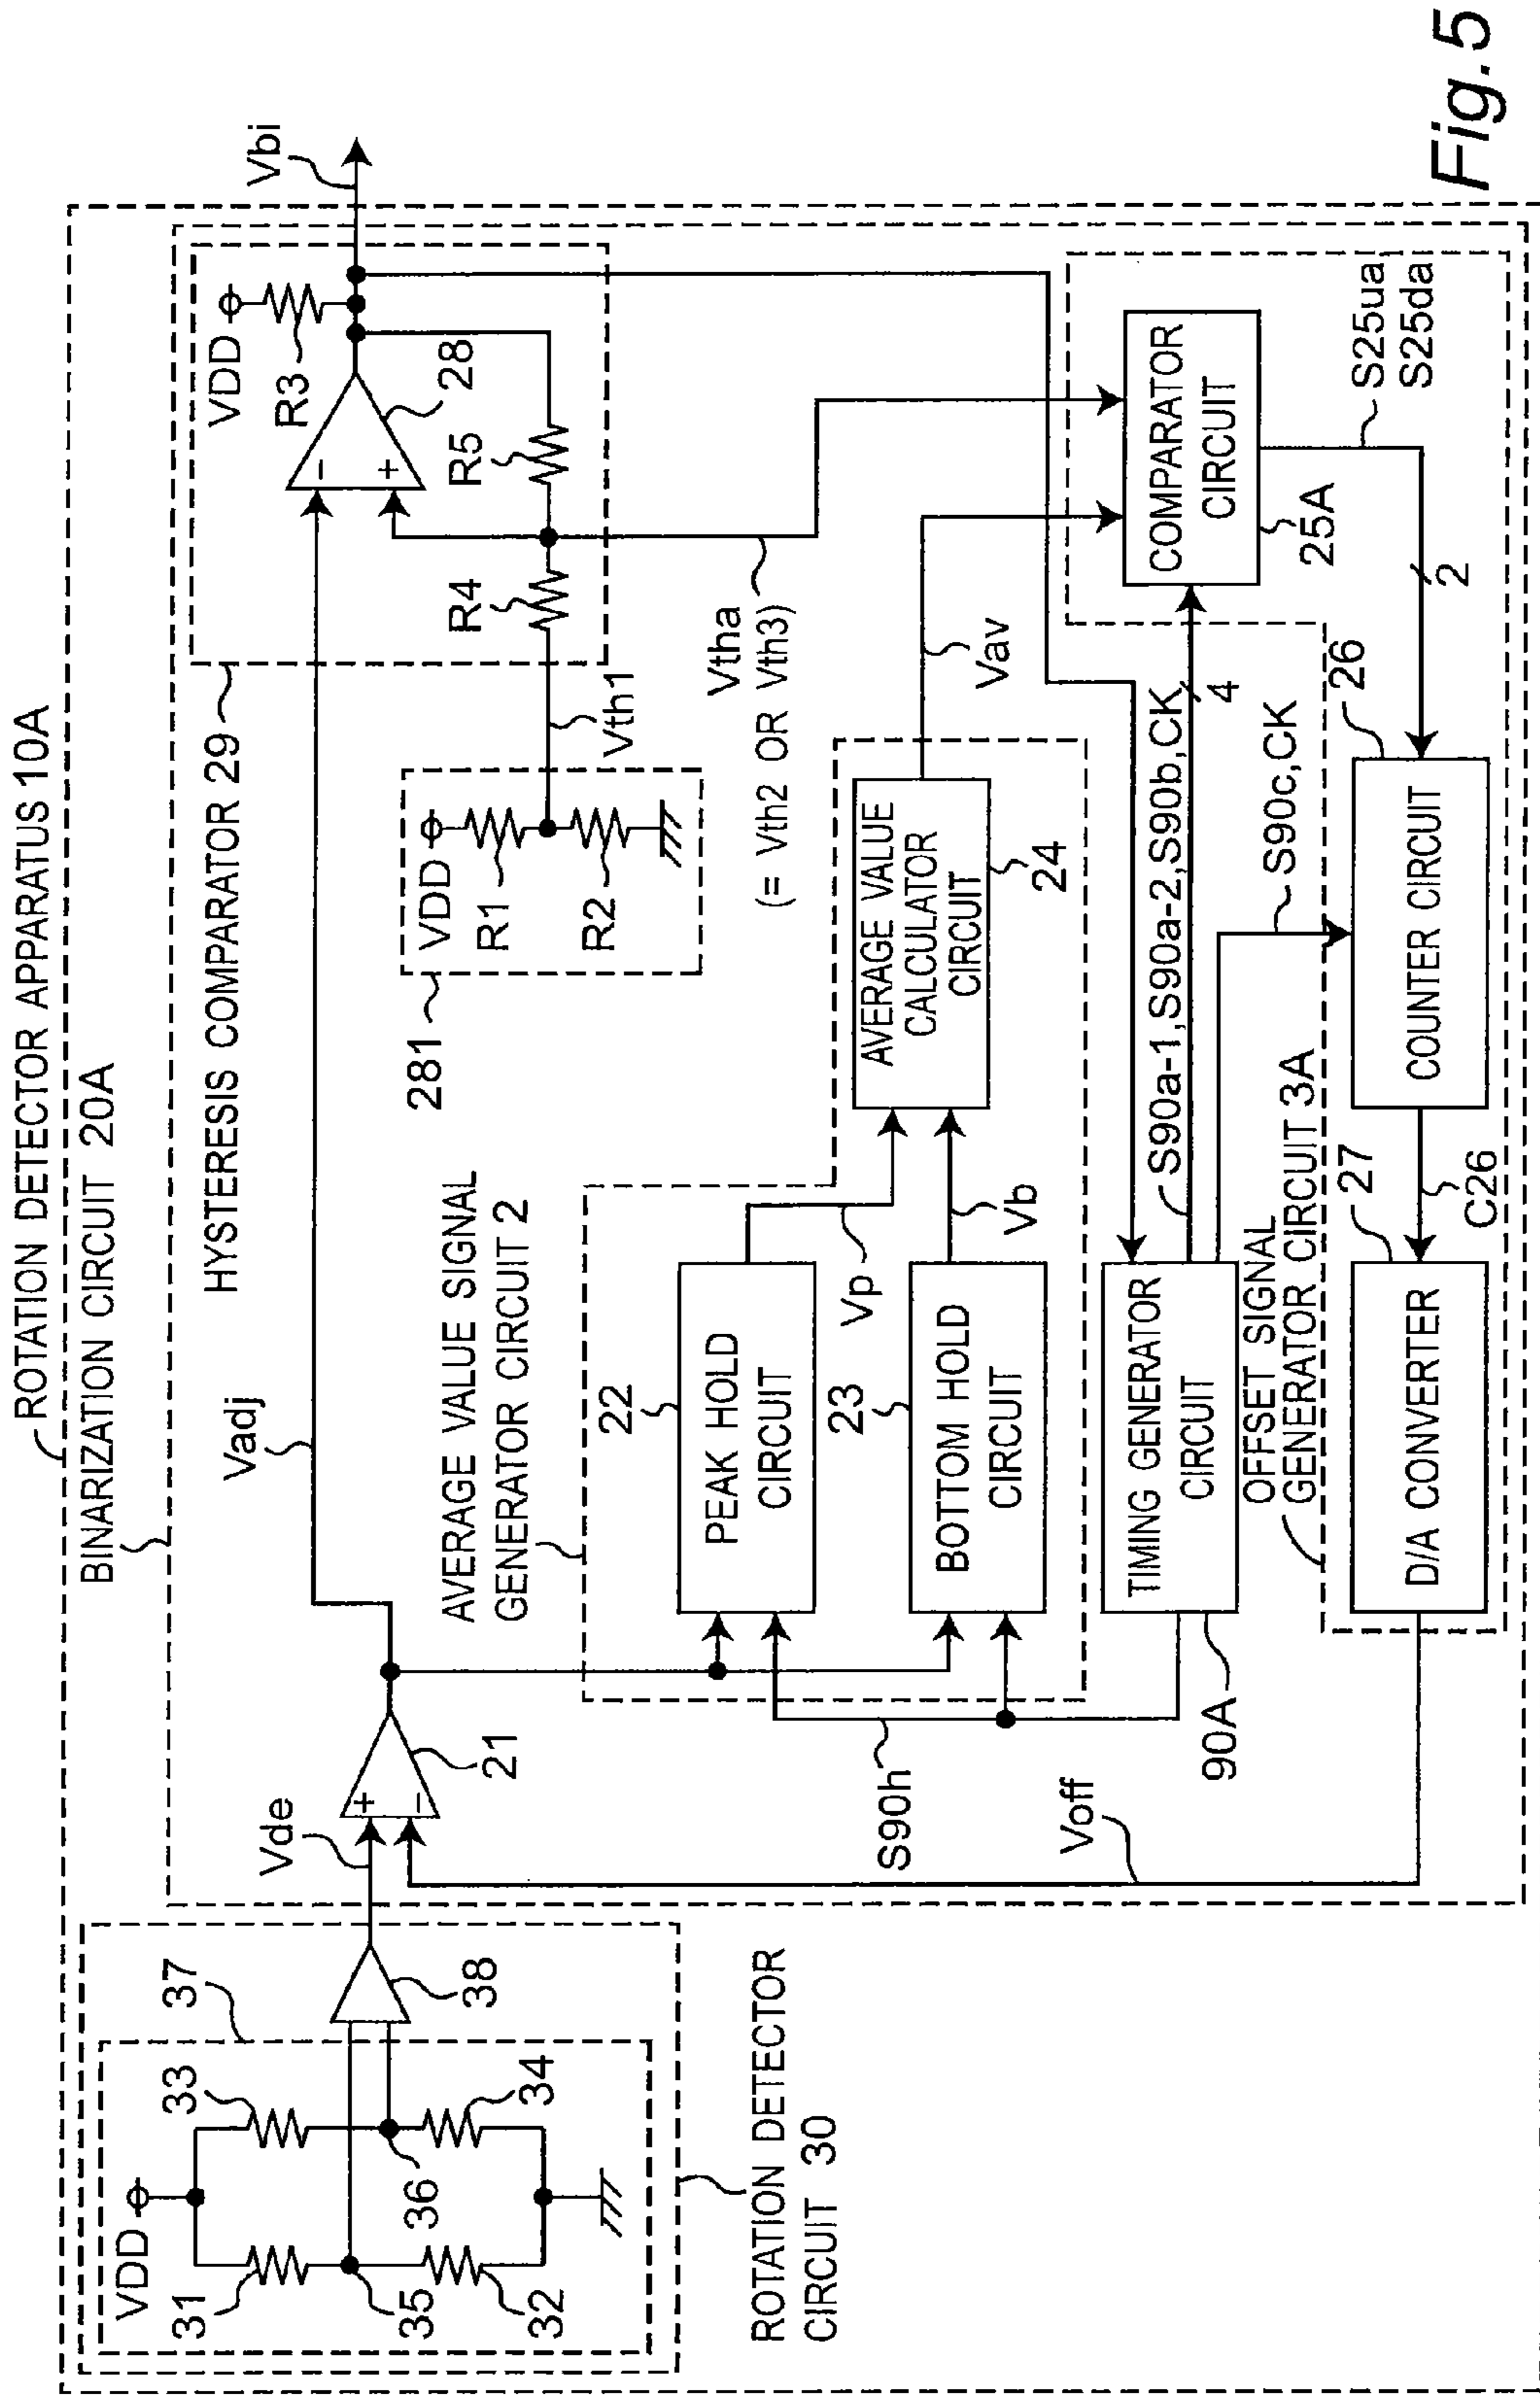 ROTATION DETECTOR APPARATUS 10A
BINARIZATION CIRCUIT 20A
HYSTERESIS COMPARATOR 29
VDD
R3
28
−
+
R5
R4
Vbi
Vadj
Vth1
Vtha
(= Vth2 OR Vth3)
281
VDD
R1
R2
AVERAGE VALUE SIGNAL
GENERATOR CIRCUIT 2
22
PEAK HOLD
CIRCUIT
23
BOTTOM HOLD
CIRCUIT
Vp
Vb
AVERAGE VALUE
CALCULATOR
CIRCUIT
24
Vav
COMPARATOR
CIRCUIT
25A
S25ua,
S25da
2
TIMING GENERATOR
CIRCUIT
90A
S90h
S90a-1,S90a-2,S90b,CK
4
S90c,CK
OFFSET SIGNAL
GENERATOR CIRCUIT 3A
26
COUNTER CIRCUIT
C26
27
D/A CONVERTER
Voff
Vde
+
−
21
37
38
VDD
31
32
33
34
35
36
ROTATION DETECTOR
CIRCUIT 30
Fig.5